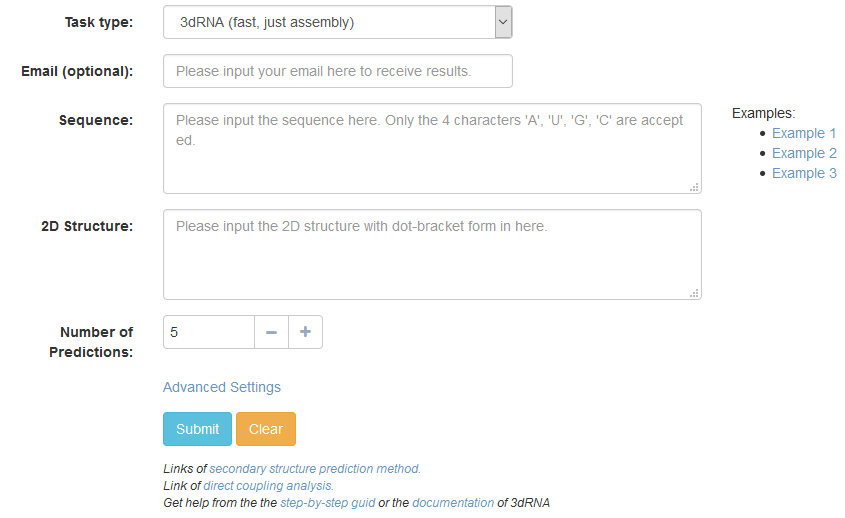 Task type: 3dRNA (fast, just assembly)
Email (optional): Please input your email here to receive results.
Sequence: Please input the sequence here. Only the 4 characters 'A', 'U', 'G', 'C' are accept
ed.
Examples:
Example 1
Example 2
Example 3
2D Structure: Please input the 2D structure with dot-bracket form in here.
Number of
Predictions: 5 − +
Advanced Settings
Submit Clear
Links of secondary structure prediction method.
Link of direct coupling analysis.
Get help from the the step-by-step guid or the documentation of 3dRNA